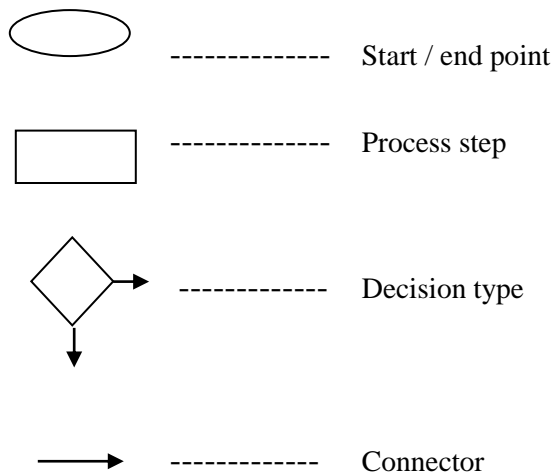 Start / end point
Process step
Decision type
Connector